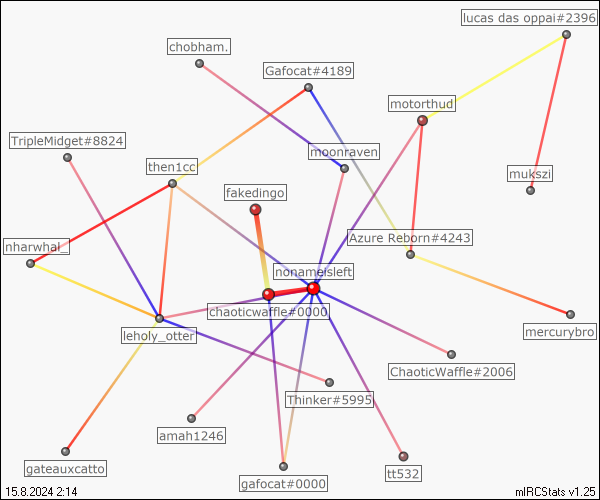 lucas das oppai#2396
chobham.
Gafocat#4189
motorthud
TripleMidget#8824
moonraven
then1cc
mukszi
fakedingo
nharwhal_
Azure Reborn#4243
nonameisleft
chaoticwaffle#0000
leholy_otter
mercurybro
ChaoticWaffle#2006
Thinker#5995
amah1246
gateauxcatto
tt532
gafocat#0000
15.8.2024 2:14
mIRCStats v1.25